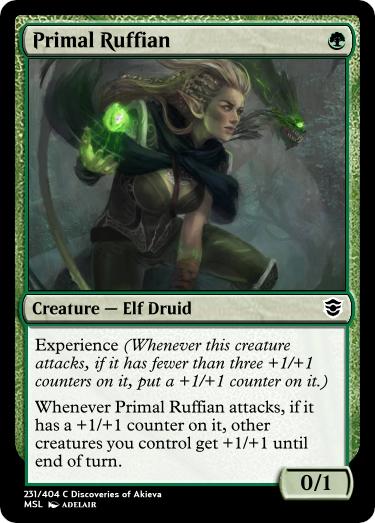 Primal Ruffian
Creature — Elf Druid
Experience (Whenever this creature
attacks, if it has fewer than three +1/+1
counters on it, put a +1/+1 counter on it.)
Whenever Primal Ruffian attacks, if it
has a +1/+1 counter on it, other
creatures you control get +1/+1 until
end of turn.
0/1
231/404 C Discoveries of Akieva
MSL ADELAIR